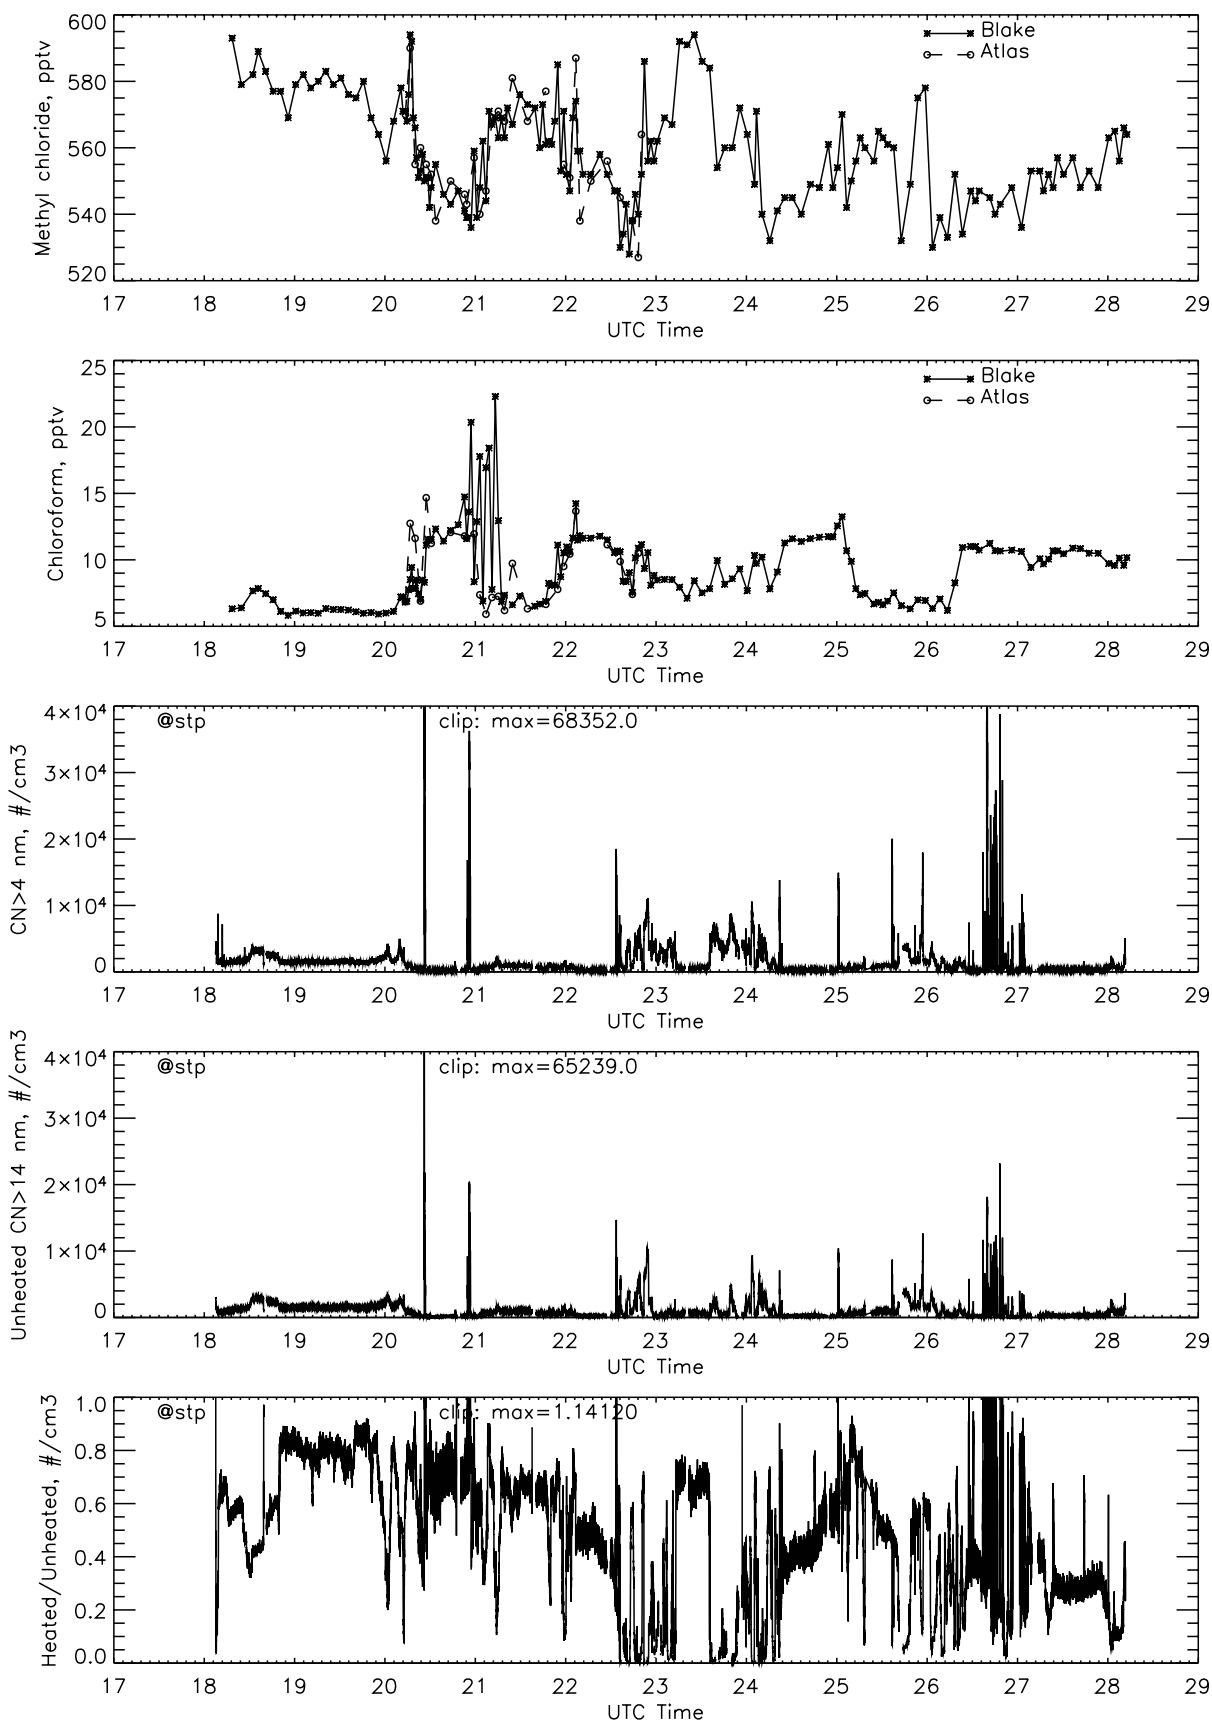 600
580
560
540
520
Methyl chloride, pptv
Blake
Atlas
17 18 19 20 21 22 23 24 25 26 27 28 29
UTC Time
25
20
15
10
5
Chloroform, pptv
Blake
Atlas
17 18 19 20 21 22 23 24 25 26 27 28 29
UTC Time
4×10⁴
3×10⁴
2×10⁴
1×10⁴
0
CN>4 nm, #/cm3
@stp
clip: max=68352.0
17 18 19 20 21 22 23 24 25 26 27 28 29
UTC Time
4×10⁴
3×10⁴
2×10⁴
1×10⁴
0
Unheated CN>14 nm, #/cm3
@stp
clip: max=65239.0
17 18 19 20 21 22 23 24 25 26 27 28 29
UTC Time
1.0
0.8
0.6
0.4
0.2
0.0
Heated/Unheated, #/cm3
@stp
clip: max=1.14120
17 18 19 20 21 22 23 24 25 26 27 28 29
UTC Time